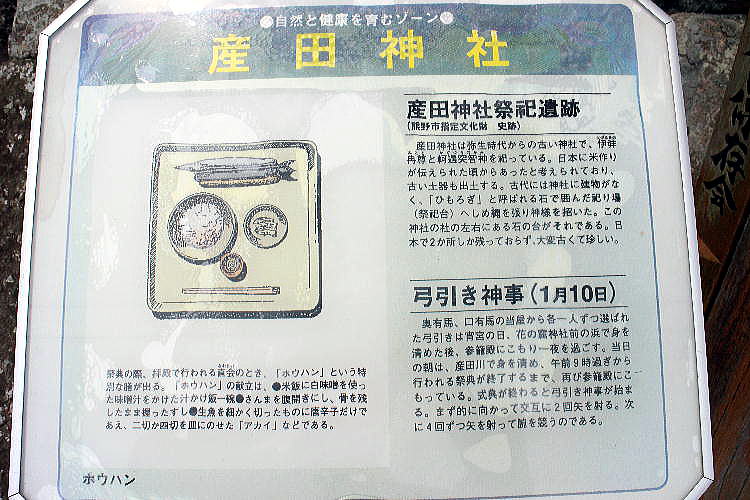 ●自然と健康を育むゾーン●
産田神社
産田神社祭祀遺跡
(熊野市指定文化財 史跡)
産田神社は弥生時代からの古い神社で、伊弉
冉尊と軻遇突智神を祀っている。日本に米作り
が伝えられた頃からあったと考えられており、
古い土器も出土する。古代には神社に建物がな
く、「ひもろぎ」と呼ばれる石で囲んだ祀り場
(祭祀台)へしめ縄を張り神様を招いた。この
神社の社の左右にある石の台がそれである。日
本で2か所しか残っておらず、大変古くて珍しい。
弓引き神事(1月10日)
奥有馬、口有馬の当屋から各一人ずつ選ばれ
た弓引きは宵宮の日、花の窟神社前の浜で身を
清めた後、参籠殿にこもり一夜を過ごす。当日
の朝は、産田川で身を清め、午前9時過ぎから
行われる祭典が終了するまで、再び参籠殿にこ
もっている。式典が終わると弓引き神事が始ま
る。まず的に向かって交互に2回矢を射る。次
に4回ずつ矢を射って腕を競うのである。
祭典の際、拝殿で行われる直会のとき、「ホウハン」という特
別な膳が出る。「ホウハン」の献立は、●米飯に白味噌を使っ
た味噌汁をかけた汁かけ飯一椀●さんまを腹開きにし、骨を残
したまま握ったすし●生魚を細かく切ったものに唐辛子だけで
あえ、二切か四切を皿にのせた「アカイ」などである。
ホウハン